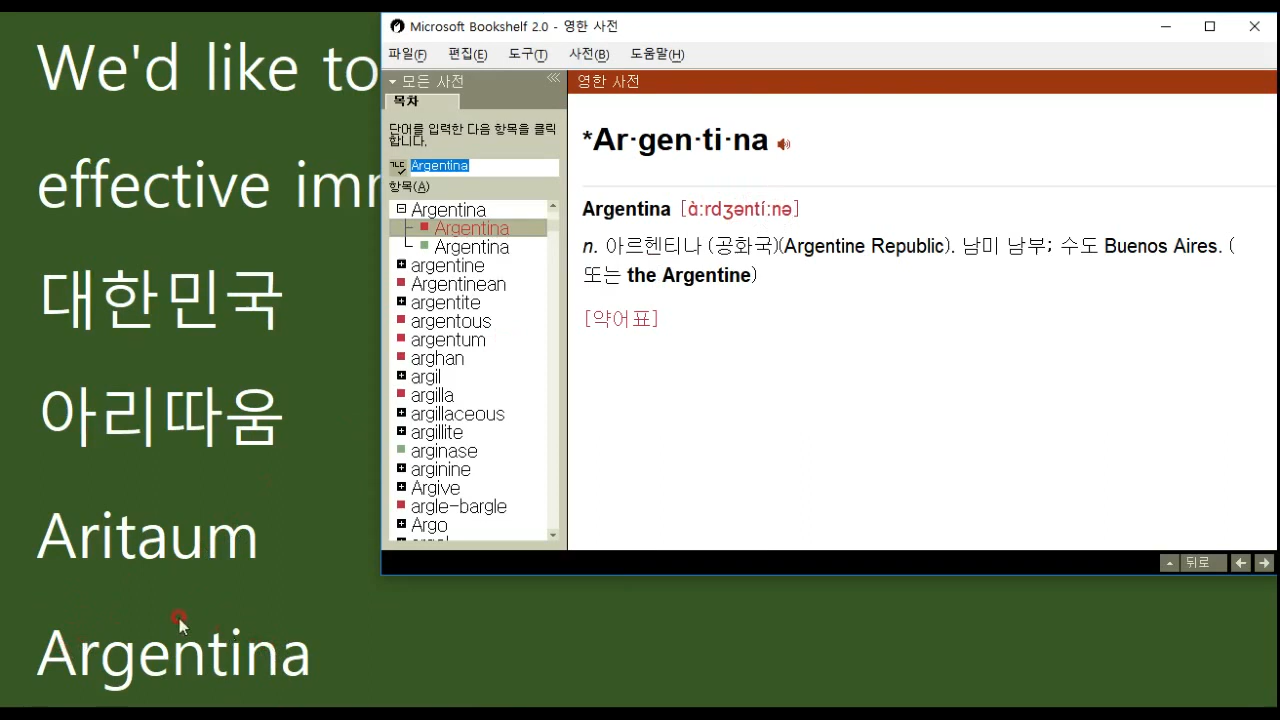 We'd like to
effective imr
대한민국
아리따움
Aritaum
Argentina
Microsoft Bookshelf 2.0 - 영한 사전
파일(F) 편집(E) 도구(T) 사전(B) 도움말(H)
모든 사전
목차
단어를 입력한 다음 항목을 클릭
합니다.
Argentina
항목(A)
Argentina
Argentina
Argentina
argentine
Argentinean
argentite
argentous
argentum
arghan
argil
argilla
argillaceous
argillite
arginase
arginine
Argive
argle-bargle
Argo
영한 사전
*Ar·gen·ti·na
Argentina [ὰːrdʒəntíːnə]
n. 아르헨티나 (공화국)(Argentine Republic). 남미 남부; 수도 Buenos Aires. (
또는 the Argentine)
[약어표]
뒤로